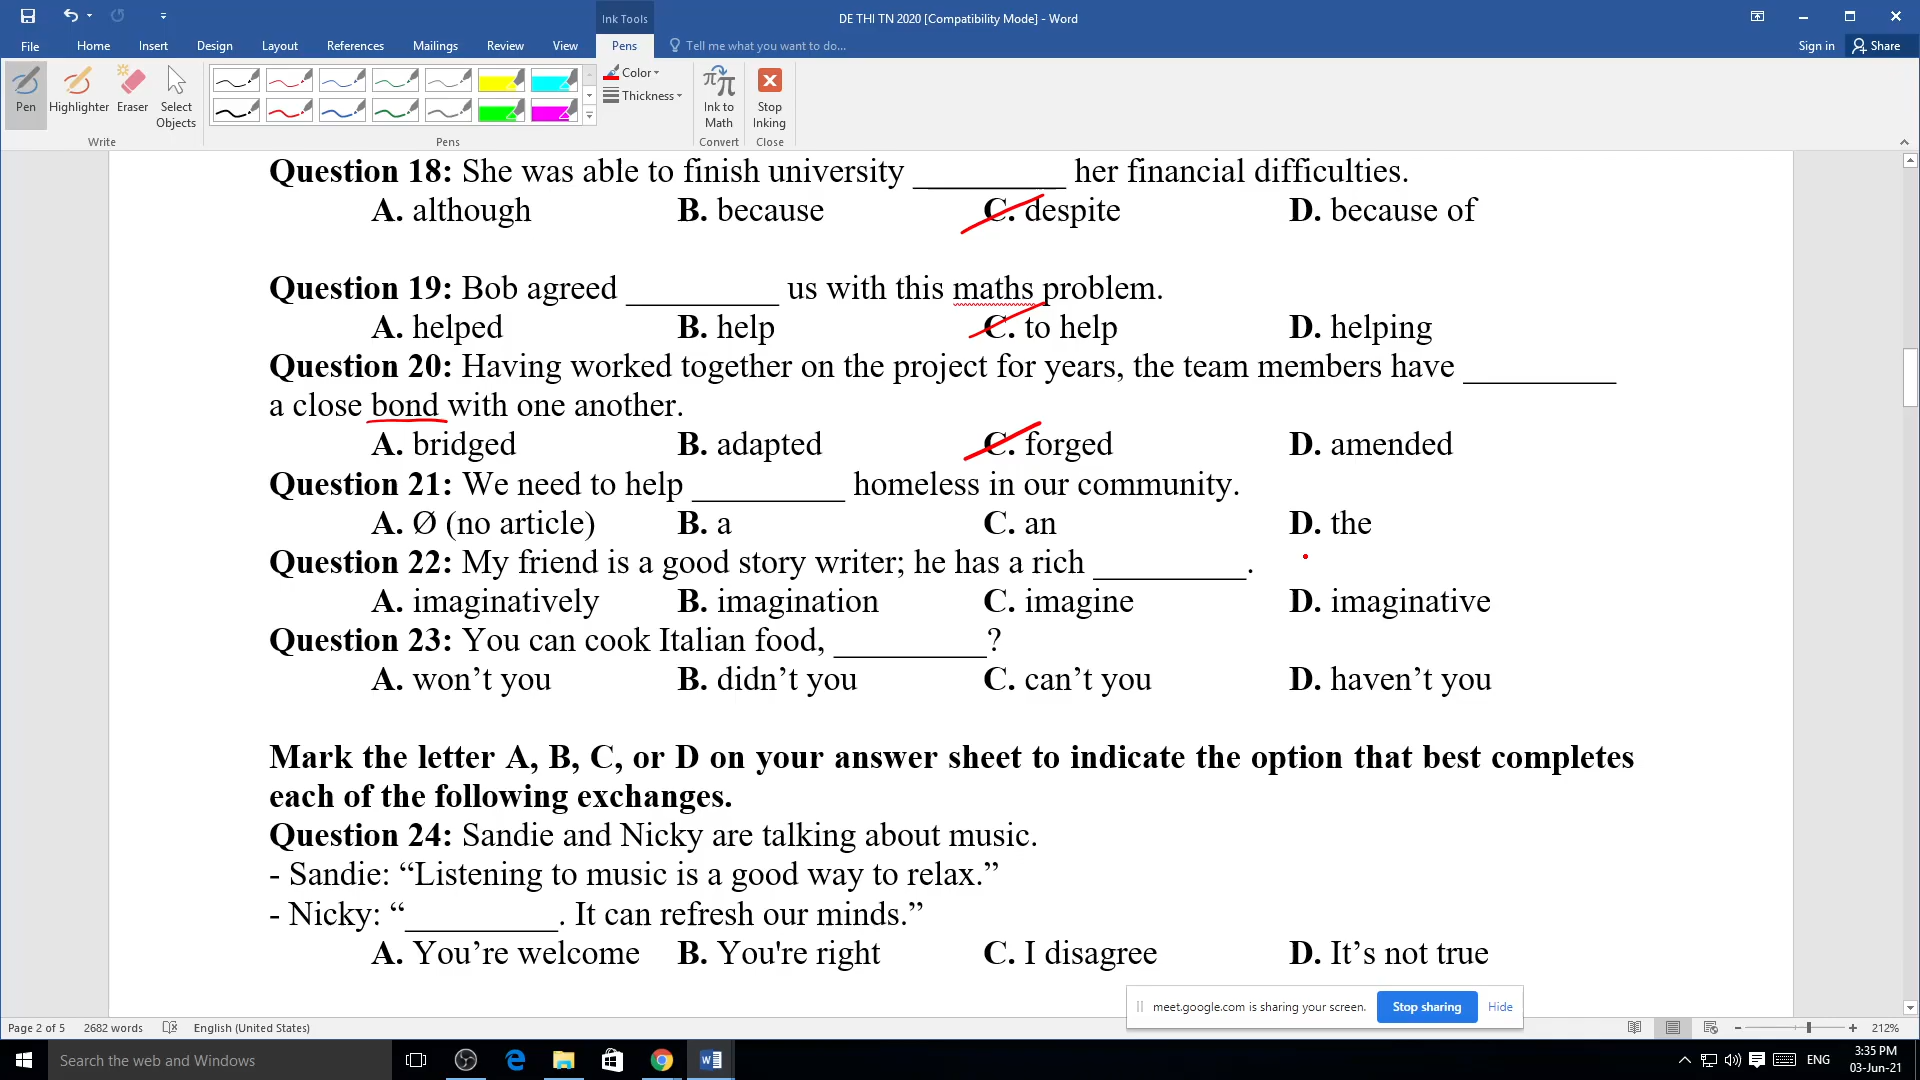 DE THI TN 2020 [Compatibility Mode] - Word
Ink Tools
File Home Insert Design Layout References Mailings Review View Pens Tell me what you want to do... Sign in Share
Pen Highlighter Eraser Select Objects
Color
Thickness
Ink to Math
Stop Inking
Write Pens Convert Close
Question 18: She was able to finish university _________ her financial difficulties.
A. although B. because C. despite D. because of
Question 19: Bob agreed _________ us with this maths problem.
A. helped B. help C. to help D. helping
Question 20: Having worked together on the project for years, the team members have _________
a close bond with one another.
A. bridged B. adapted C. forged D. amended
Question 21: We need to help _________ homeless in our community.
A. Ø (no article) B. a C. an D. the
Question 22: My friend is a good story writer; he has a rich _________.
A. imaginatively B. imagination C. imagine D. imaginative
Question 23: You can cook Italian food, _________?
A. won’t you B. didn’t you C. can’t you D. haven’t you
Mark the letter A, B, C, or D on your answer sheet to indicate the option that best completes
each of the following exchanges.
Question 24: Sandie and Nicky are talking about music.
- Sandie: “Listening to music is a good way to relax.”
- Nicky: “_________. It can refresh our minds.”
A. You’re welcome B. You're right C. I disagree D. It’s not true
meet.google.com is sharing your screen. Stop sharing Hide
Page 2 of 5 2682 words English (United States) 212%
Search the web and Windows ENG 3:35 PM
03-Jun-21